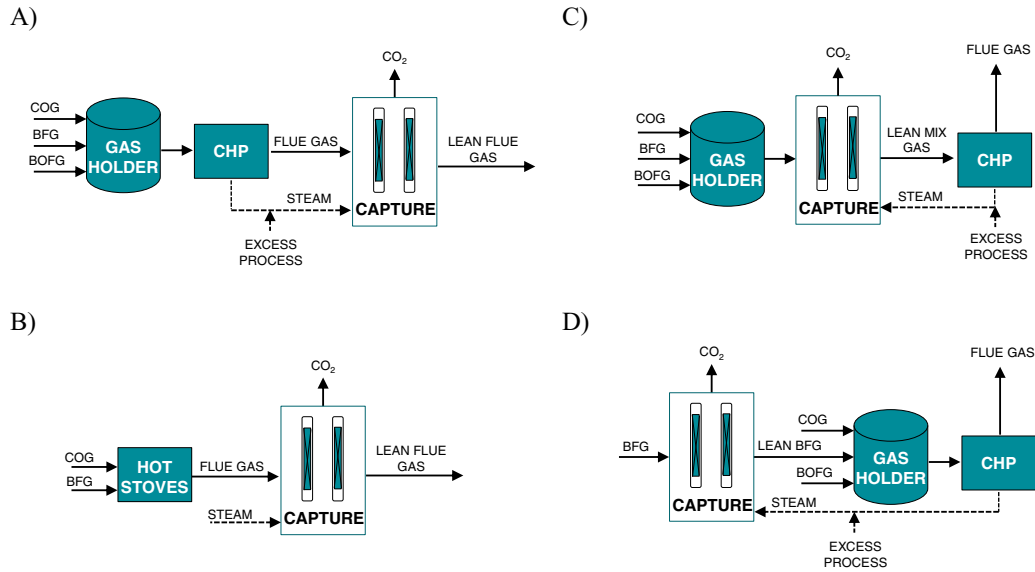 A)
CO₂
COG
BFG
BOFG
GAS
HOLDER
CHP
FLUE GAS
STEAM
EXCESS
PROCESS
CAPTURE
LEAN FLUE
GAS
B)
CO₂
COG
BFG
HOT
STOVES
FLUE GAS
STEAM
CAPTURE
LEAN FLUE
GAS
C)
FLUE GAS
CO₂
COG
BFG
BOFG
GAS
HOLDER
CAPTURE
LEAN MIX
GAS
CHP
STEAM
EXCESS
PROCESS
D)
FLUE GAS
CO₂
BFG
CAPTURE
COG
LEAN BFG
BOFG
GAS
HOLDER
CHP
STEAM
EXCESS
PROCESS